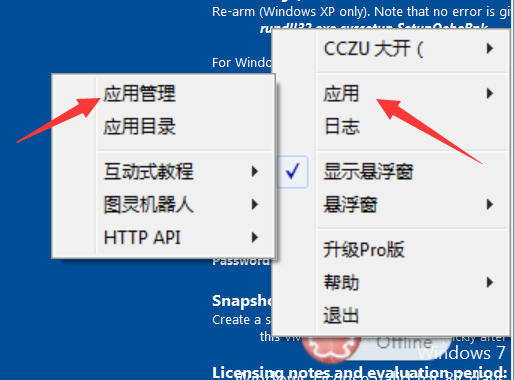 Re-arm (Windows XP only). Note that no error is gi
rundll32.exe syssetup,SetupOobeBnk
For Window
CCZU 大开（
应用
日志
显示悬浮窗
悬浮窗
升级Pro版
帮助
退出
应用管理
应用目录
互动式教程
图灵机器人
HTTP API
Password
Snapsho
Create a s
this
quickly after
Offline
Windows 7
Licensing notes and evaluation period: